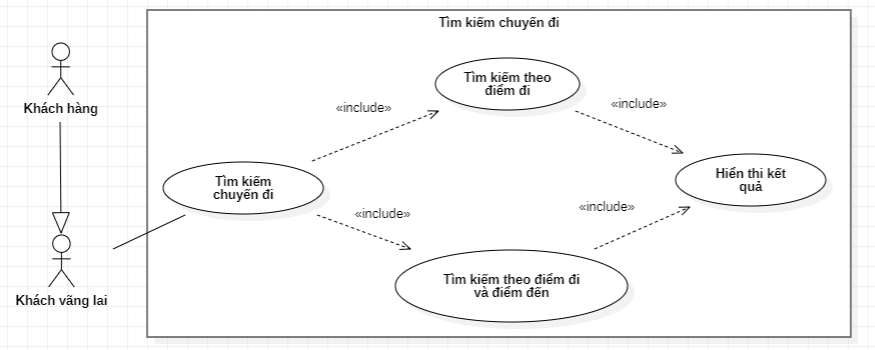 Tìm kiếm chuyến đi
Khách hàng
Tìm kiếm theo
điểm đi
«include»
«include»
Tìm kiếm
chuyến đi
Hiển thi kết
quả
«include»
«include»
Khách vãng lai
Tìm kiếm theo điểm đi
và điểm đến